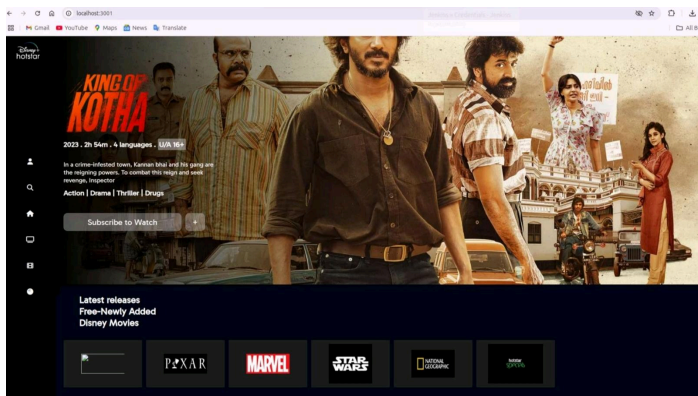 localhost:3001
All B
Gmail
YouTube
Maps
News
Translate
Disney+
hotstar
KING OF
KOTHA
2023 . 2h 54m . 4 languages . U/A 16+
In a crime-infested town, Kannan bhai and his gang are
the reigning powers. To combat this reign and seek
revenge, Inspector
Action | Drama | Thriller | Drugs
Subscribe to Watch
+
Latest releases
Free-Newly Added
Disney Movies
PIXAR
MARVEL
STAR
WARS
NATIONAL
GEOGRAPHIC
hotstar
specials